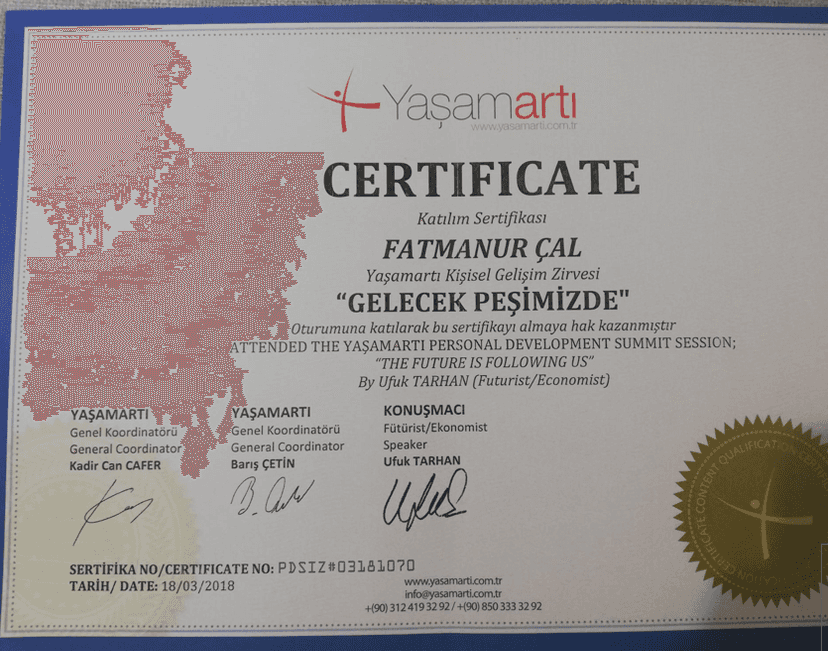 Yaşamartı
www.yasamarti.com.tr
CERTIFICATE
Katılım Sertifikası
FATMANUR ÇAL
Yaşamartı Kişisel Gelişim Zirvesi
“GELECEK PEŞİMİZDE"
Oturumuna katılarak bu sertifikayı almaya hak kazanmıştır
ATTENDED THE YAŞAMARTI PERSONAL DEVELOPMENT SUMMIT SESSION;
“THE FUTURE IS FOLLOWING US”
By Ufuk TARHAN (Futurist/Economist)
YAŞAMARTI
Genel Koordinatörü
General Coordinator
Kadir Can CAFER
YAŞAMARTI
Genel Koordinatörü
General Coordinator
Barış ÇETİN
KONUŞMACI
Fütürist/Ekonomist
Speaker
Ufuk TARHAN
CERTIFICATE CONTENT QUALIFICATION
SERTİFİKA NO/CERTIFICATE NO: PDSIZ#03181070
TARİH/ DATE: 18/03/2018
www.yasamarti.com.tr
info@yasamarti.com.tr
+(90) 312 419 32 92 / +(90) 850 333 32 92